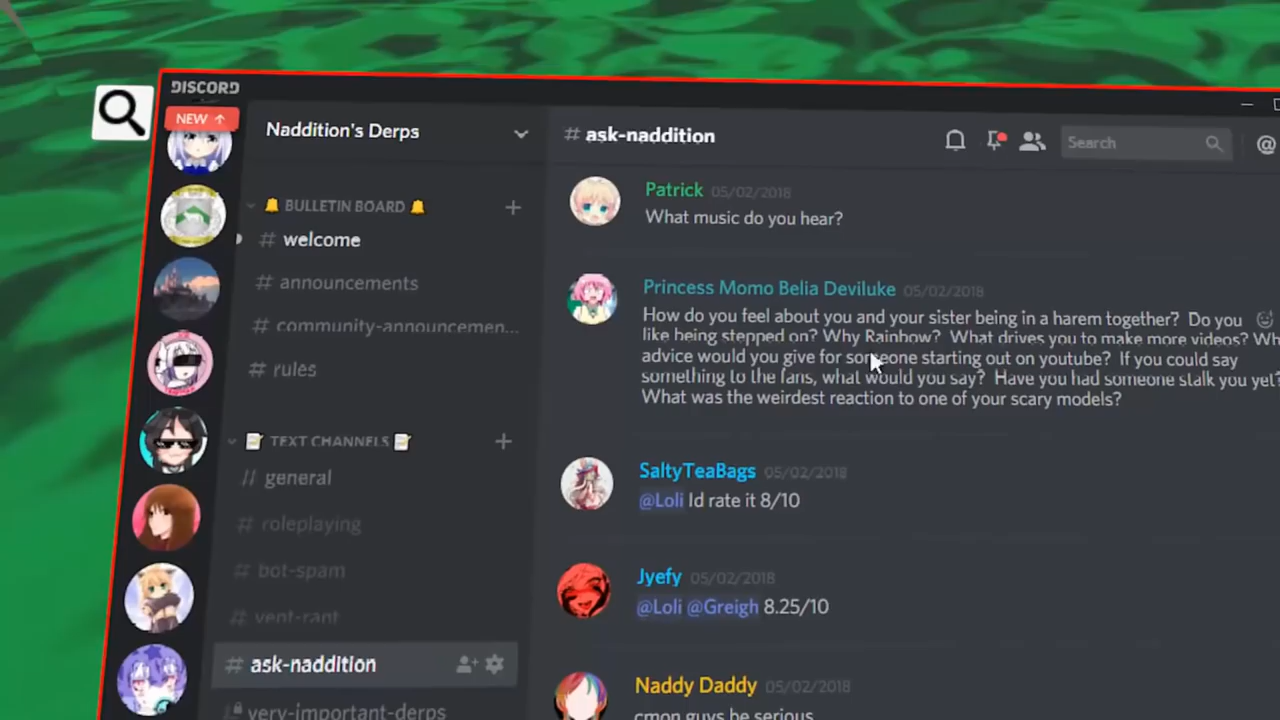 DISCORD
NEW ↑
Naddition's Derps
🔔 BULLETIN BOARD 🔔
# welcome
# announcements
# community-announcemen...
# rules
📝 TEXT CHANNELS 📝
general
# roleplaying
# bot-spam
# vent-rant
# ask-naddition
very-important-derps
# ask-naddition
Search
@
Patrick 05/02/2018
What music do you hear?
Princess Momo Belia Deviluke 05/02/2018
How do you feel about you and your sister being in a harem together? Do you
like being stepped on? Why Rainbow? What drives you to make more videos? Wh
advice would you give for someone starting out on youtube? If you could say
something to the fans, what would you say? Have you had someone stalk you yet?
What was the weirdest reaction to one of your scary models?
SaltyTeaBags 05/02/2018
@Loli Id rate it 8/10
Jyefy 05/02/2018
@Loli @Greigh 8.25/10
Naddy Daddy 05/02/2018
cmon guys be serious